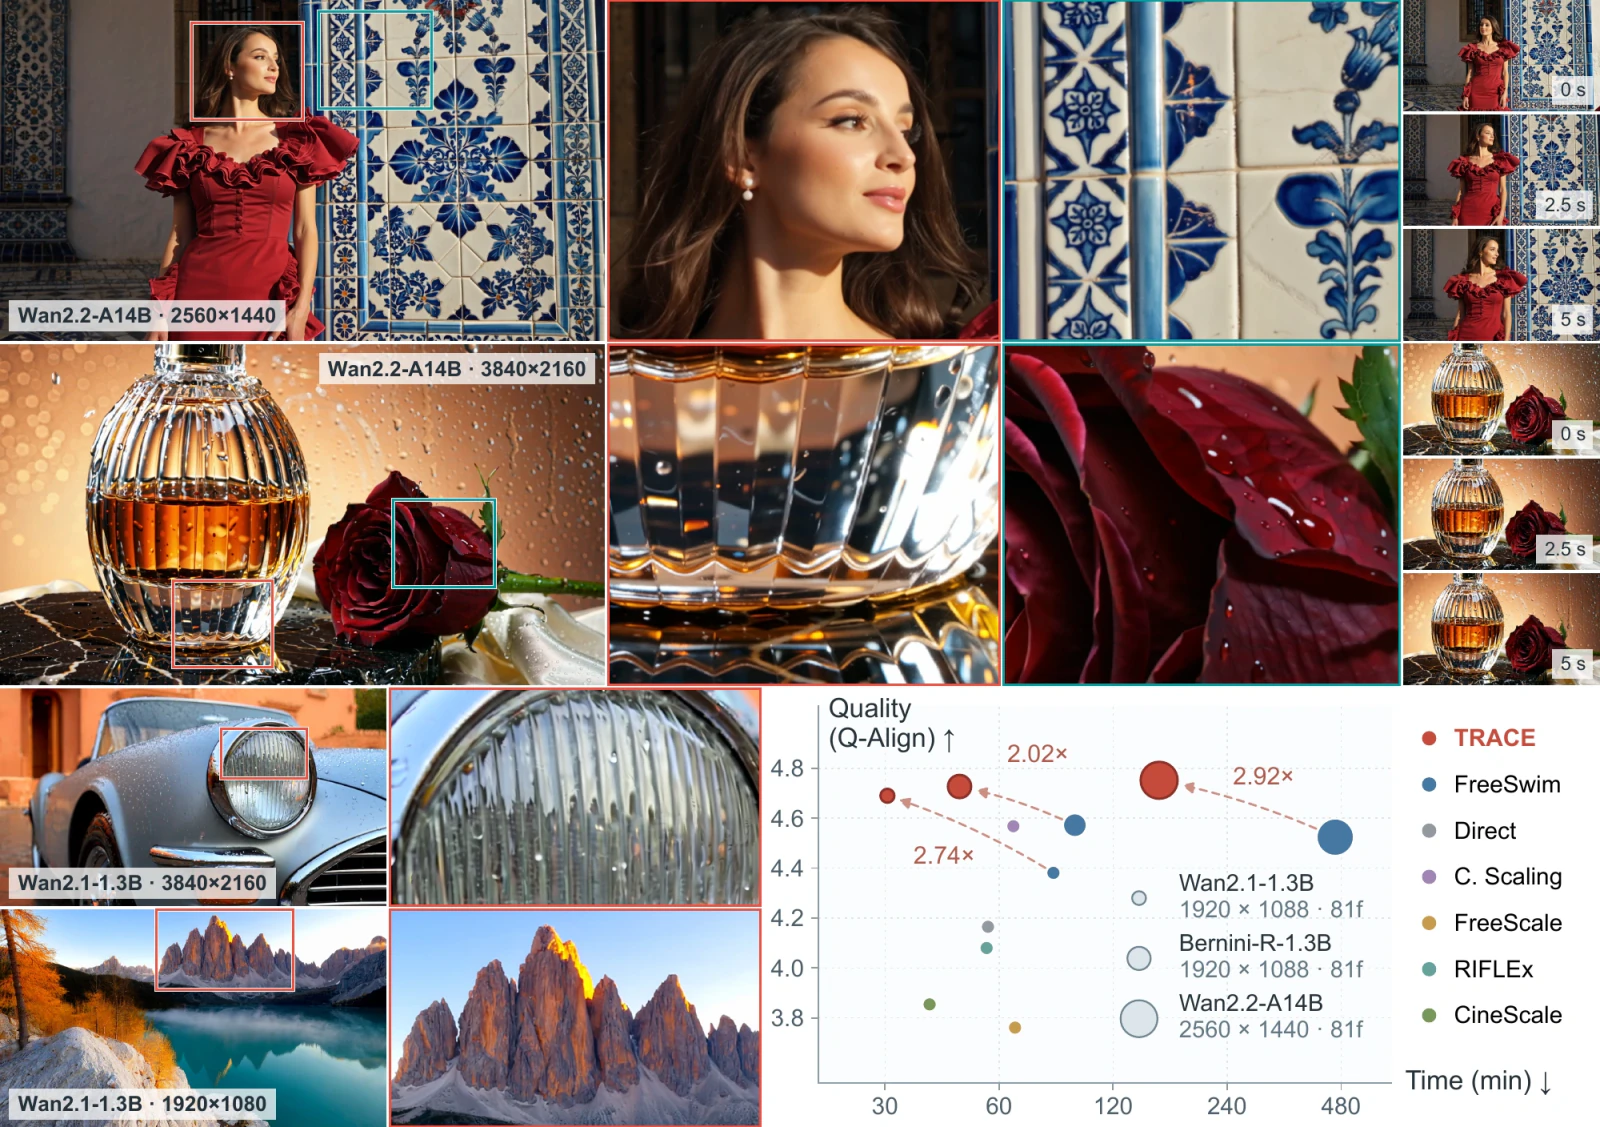 0 s
2.5 s
Wan2.2-A14B · 2560×1440
5 s
Wan2.2-A14B · 3840×2160
0 s
2.5 s
5 s
Wan2.1-1.3B · 3840×2160
Wan2.1-1.3B · 1920×1080
Quality
(Q-Align) ↑
4.8
4.6
4.4
4.2
4.0
3.8
2.02×
2.92×
2.74×
Wan2.1-1.3B
1920 × 1088 · 81f
Bernini-R-1.3B
1920 × 1088 · 81f
Wan2.2-A14B
2560 × 1440 · 81f
30 60 120 240 480
Time (min) ↓
TRACE
FreeSwim
Direct
C. Scaling
FreeScale
RIFLEx
CineScale